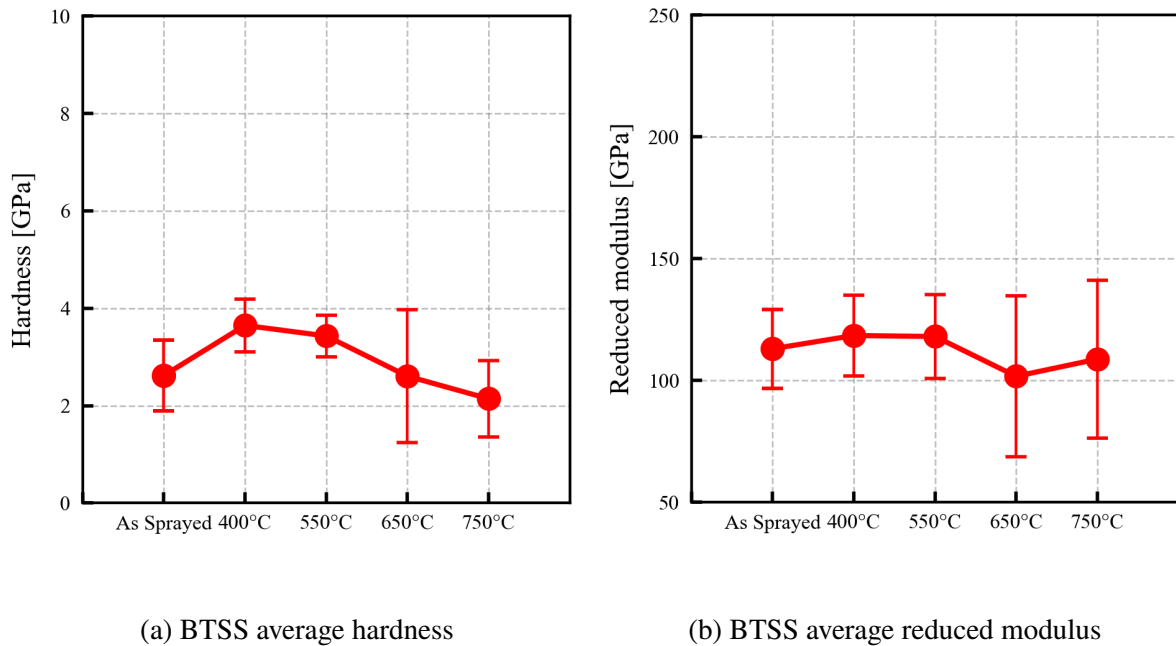 Hardness [GPa]
10
8
6
4
2
0
As Sprayed 400°C 550°C 650°C 750°C
(a) BTSS average hardness
Reduced modulus [GPa]
250
200
150
100
50
As Sprayed 400°C 550°C 650°C 750°C
(b) BTSS average reduced modulus